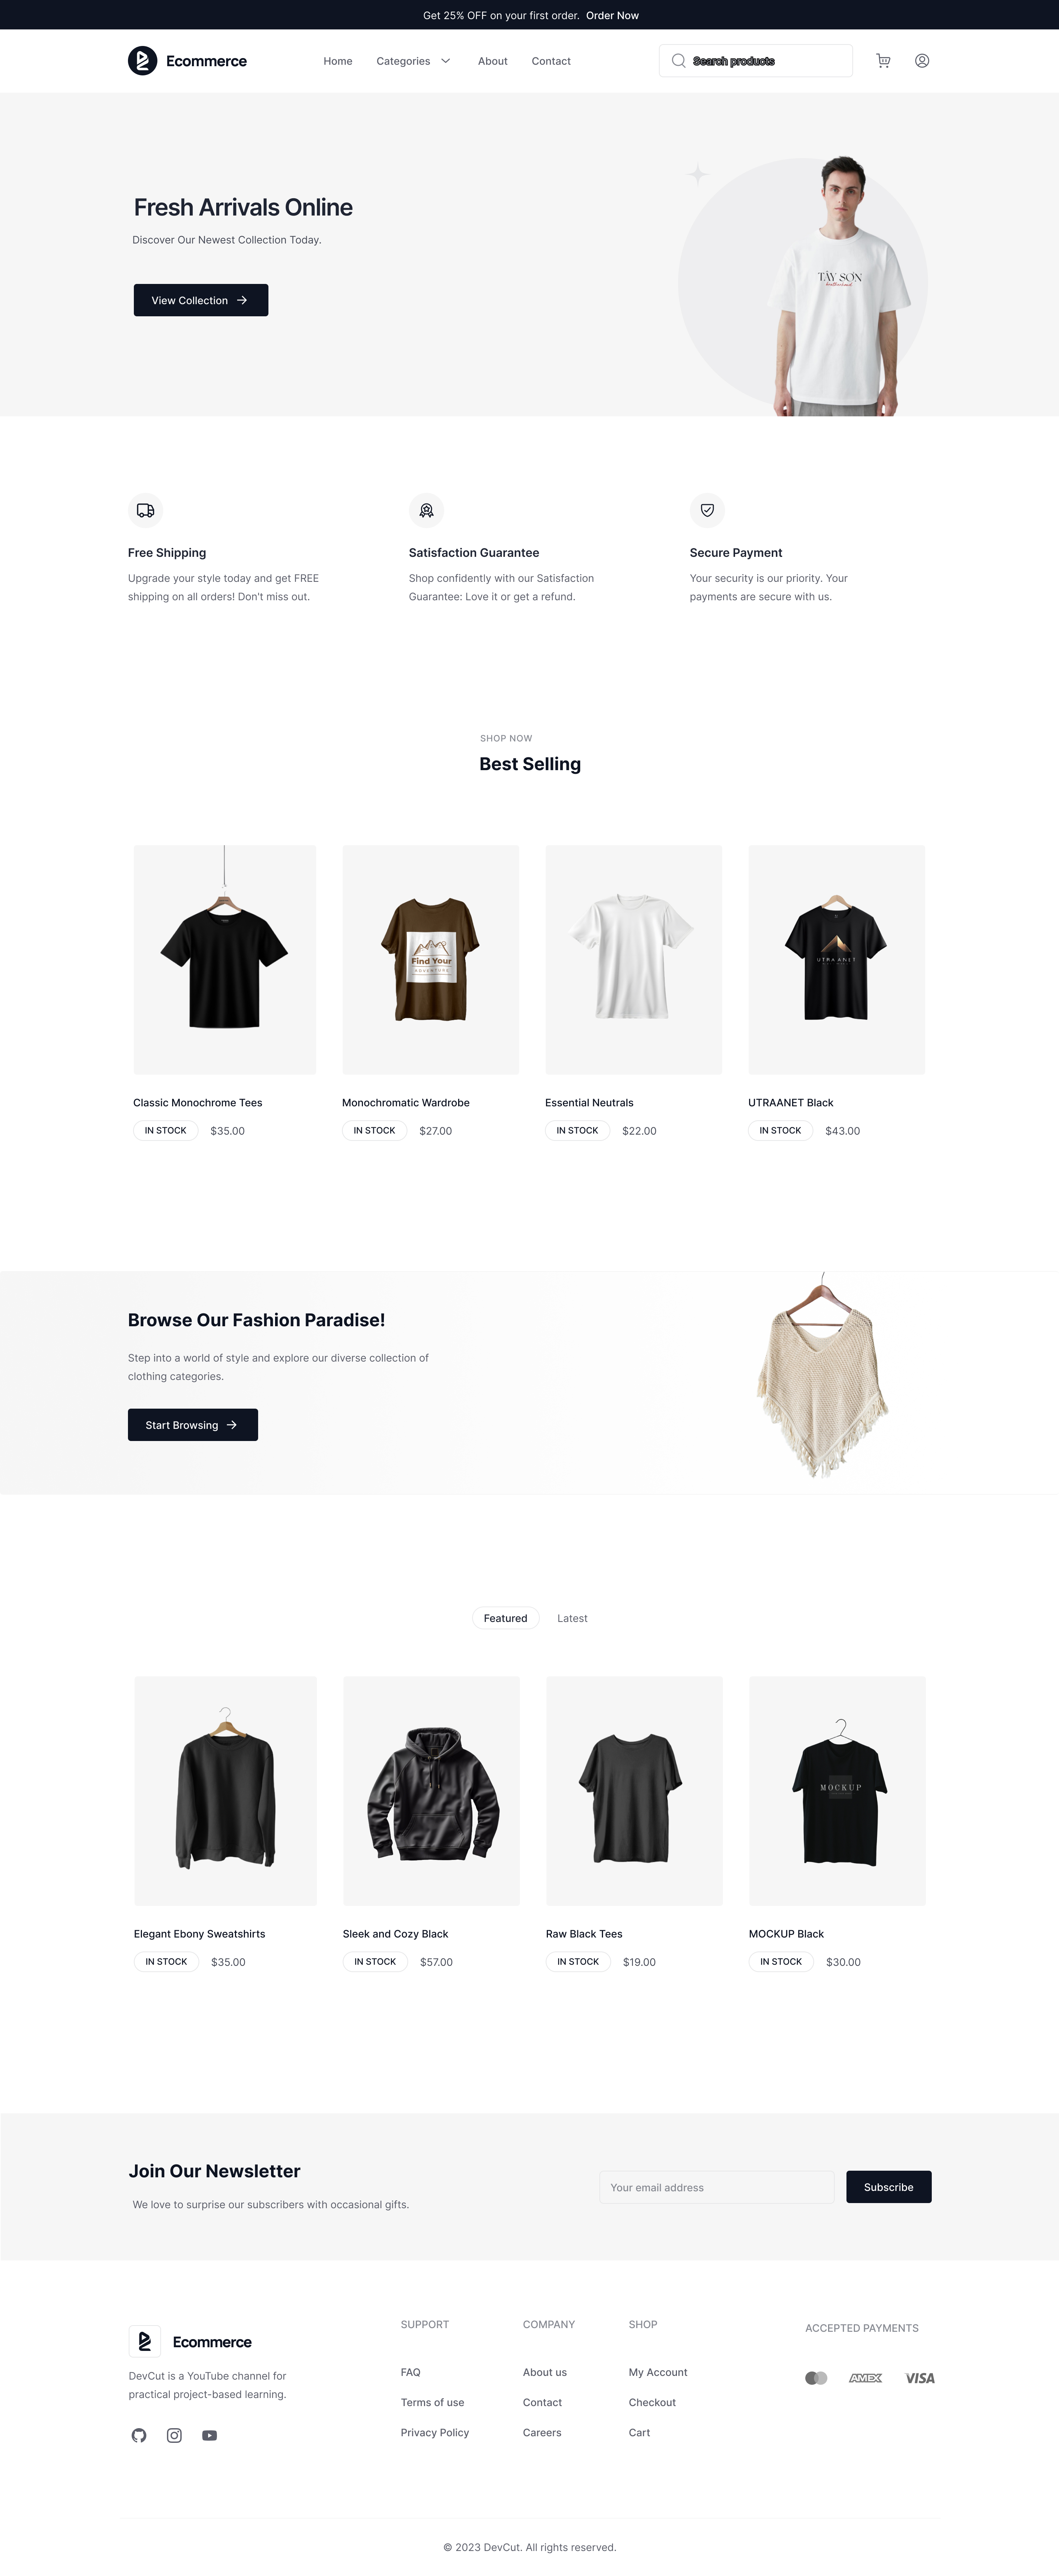 Get 25% OFF on your first order. Order Now
Ecommerce
Home
Categories
About
Contact
Search products
Fresh Arrivals Online
Discover Our Newest Collection Today.
View Collection
TÂY SƠN
brotherhood
Free Shipping
Upgrade your style today and get FREE
shipping on all orders! Don't miss out.
Satisfaction Guarantee
Shop confidently with our Satisfaction
Guarantee: Love it or get a refund.
Secure Payment
Your security is our priority. Your
payments are secure with us.
SHOP NOW
Best Selling
Find Your
ADVENTURE
UTRAANET
Classic Monochrome Tees
IN STOCK $35.00
Monochromatic Wardrobe
IN STOCK $27.00
Essential Neutrals
IN STOCK $22.00
UTRAANET Black
IN STOCK $43.00
Browse Our Fashion Paradise!
Step into a world of style and explore our diverse collection of
clothing categories.
Start Browsing
Featured
Latest
MOCKUP
Elegant Ebony Sweatshirts
IN STOCK $35.00
Sleek and Cozy Black
IN STOCK $57.00
Raw Black Tees
IN STOCK $19.00
MOCKUP Black
IN STOCK $30.00
Join Our Newsletter
We love to surprise our subscribers with occasional gifts.
Your email address
Subscribe
Ecommerce
DevCut is a YouTube channel for
practical project-based learning.
SUPPORT
FAQ
Terms of use
Privacy Policy
COMPANY
About us
Contact
Careers
SHOP
My Account
Checkout
Cart
ACCEPTED PAYMENTS
AMEX
VISA
© 2023 DevCut. All rights reserved.